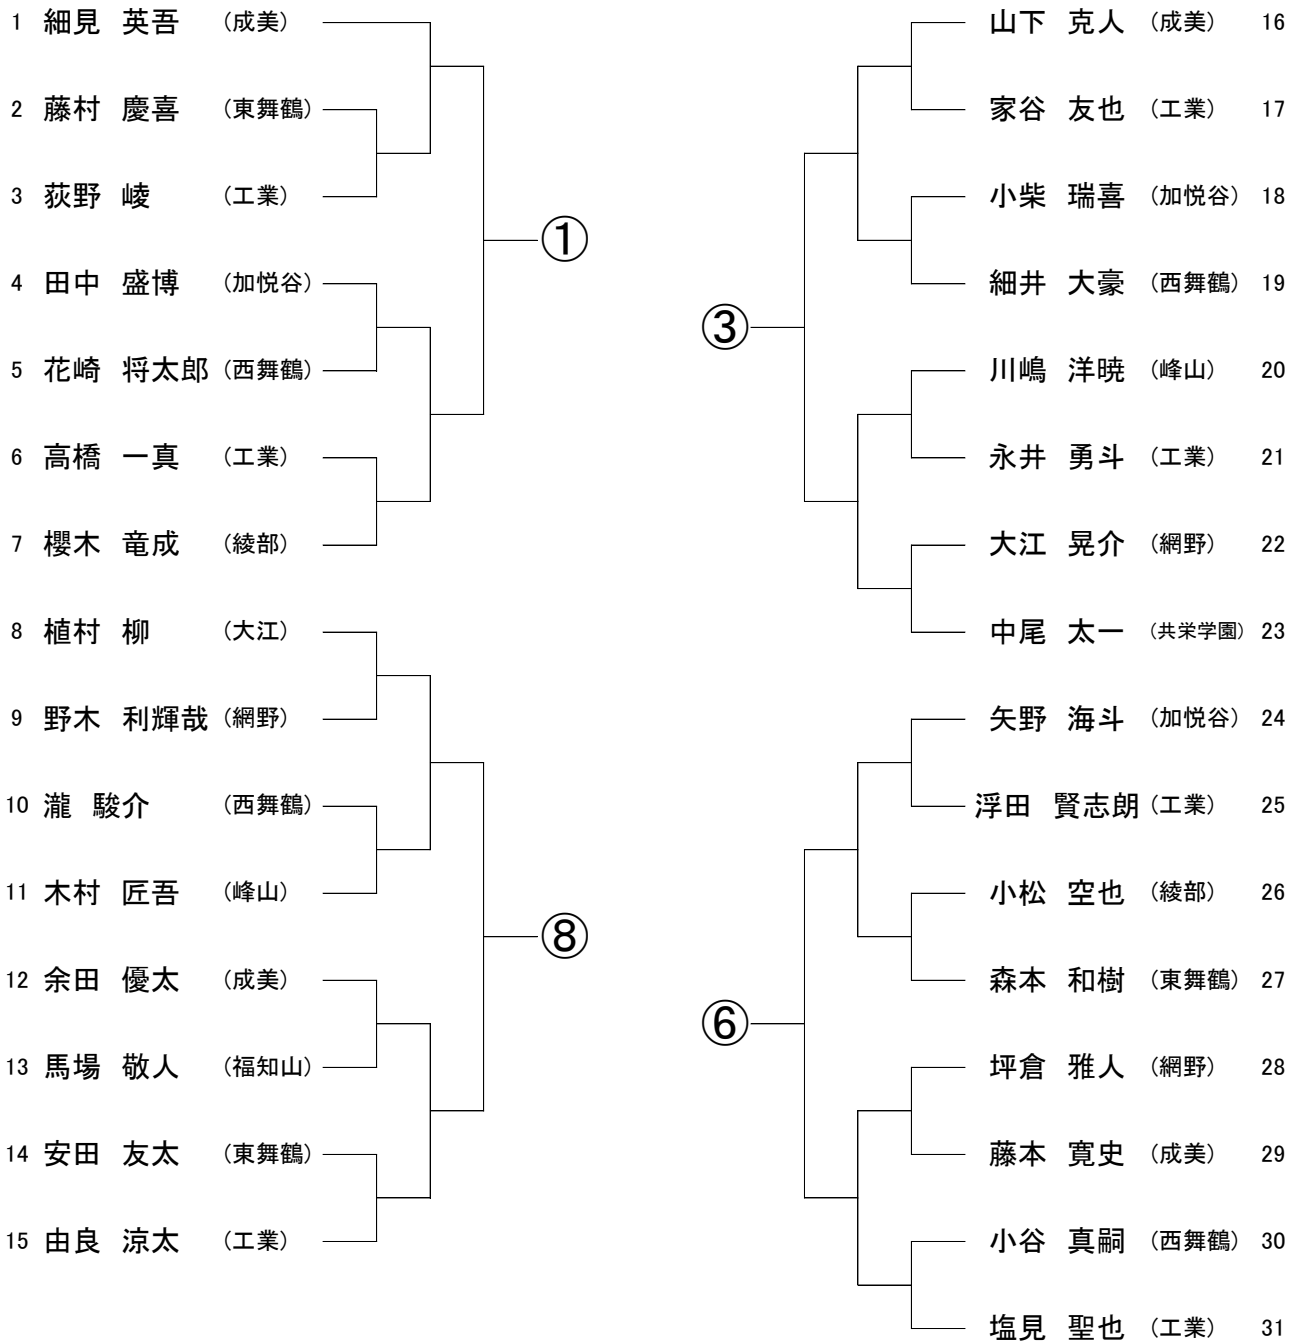 1 細見 英吾 (成美)
2 藤村 慶喜 (東舞鶴)
3 荻野 崚 (工業)
①
4 田中 盛博 (加悦谷)
5 花崎 将太郎 (西舞鶴)
6 高橋 一真 (工業)
7 櫻木 竜成 (綾部)
8 植村 柳 (大江)
9 野木 利輝哉 (網野)
10 瀧 駿介 (西舞鶴)
11 木村 匠吾 (峰山)
⑧
12 余田 優太 (成美)
13 馬場 敬人 (福知山)
14 安田 友太 (東舞鶴)
15 由良 涼太 (工業)
山下 克人 (成美) 16
家谷 友也 (工業) 17
小柴 瑞喜 (加悦谷) 18
細井 大豪 (西舞鶴) 19
③
川嶋 洋暁 (峰山) 20
永井 勇斗 (工業) 21
大江 晃介 (網野) 22
中尾 太一 (共栄学園) 23
矢野 海斗 (加悦谷) 24
浮田 賢志朗 (工業) 25
小松 空也 (綾部) 26
森本 和樹 (東舞鶴) 27
⑥
坪倉 雅人 (網野) 28
藤本 寛史 (成美) 29
小谷 真嗣 (西舞鶴) 30
塩見 聖也 (工業) 31